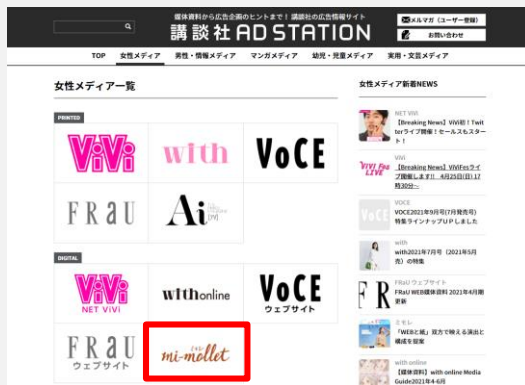 媒体資料から広告企画のヒントまで！講談社の広告情報サイト
講談社 AD STATION
メルマガ（ユーザー登録）
お問い合わせ
TOP 女性メディア 男性・情報メディア マンガメディア 幼児・児童メディア 実用・文芸メディア
女性メディア一覧
PRINTED
ViVi
with
VoCE
FRaU
Ai
DIGITAL
ViVi
NET ViVi
withonline
VoCE
ウェブサイト
FRaU
ウェブサイト
mi-mollet
ミモレ
女性メディア新着NEWS
NET ViVi
【Breaking News】ViVi初！Twit
terライブ開催！セールスもスター
ト！
ViVi Fes
LIVE
ViVi
【Breaking News】ViViFesライ
ブ開催します!! 4月25日(日)17
時30分～
VoCE
VOCE
VOCE2021年9月号(7月発売号)
特集ラインナップUPしました
with
with2021年7月号（2021年5月
売）の特集
FR
FRaU ウェブサイト
FRaU WEB媒体資料 2021年4月期
更新
ミモレ
「WEBと紙」双方で映える演出と
構成を提案
with online
【媒体資料】with online Media
Guide2021年4-6月